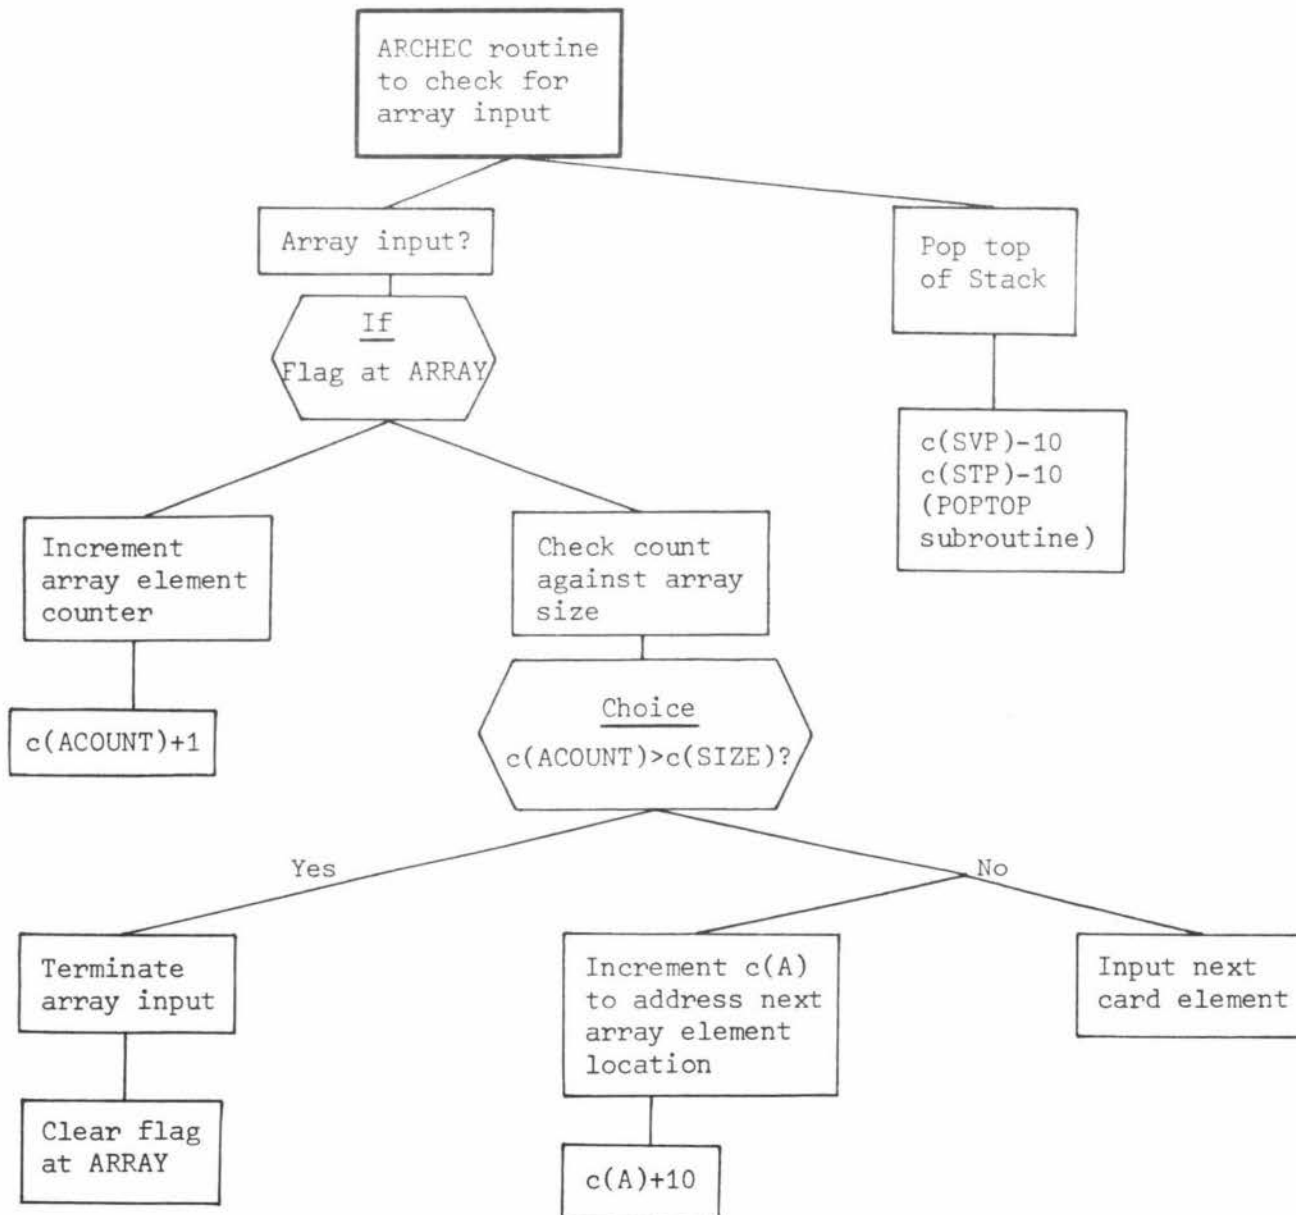 ARCHEC routine
to check for
array input
Array input?
Pop top
of Stack
If
Flag at ARRAY
c(SVP)-10
c(STP)-10
(POPTOP
subroutine)
Increment
array element
counter
Check count
against array
size
c(ACOUNT)+1
Choice
c(ACOUNT)>c(SIZE)?
Yes
No
Terminate
array input
Increment c(A)
to address next
array element
location
Input next
card element
Clear flag
at ARRAY
c(A)+10